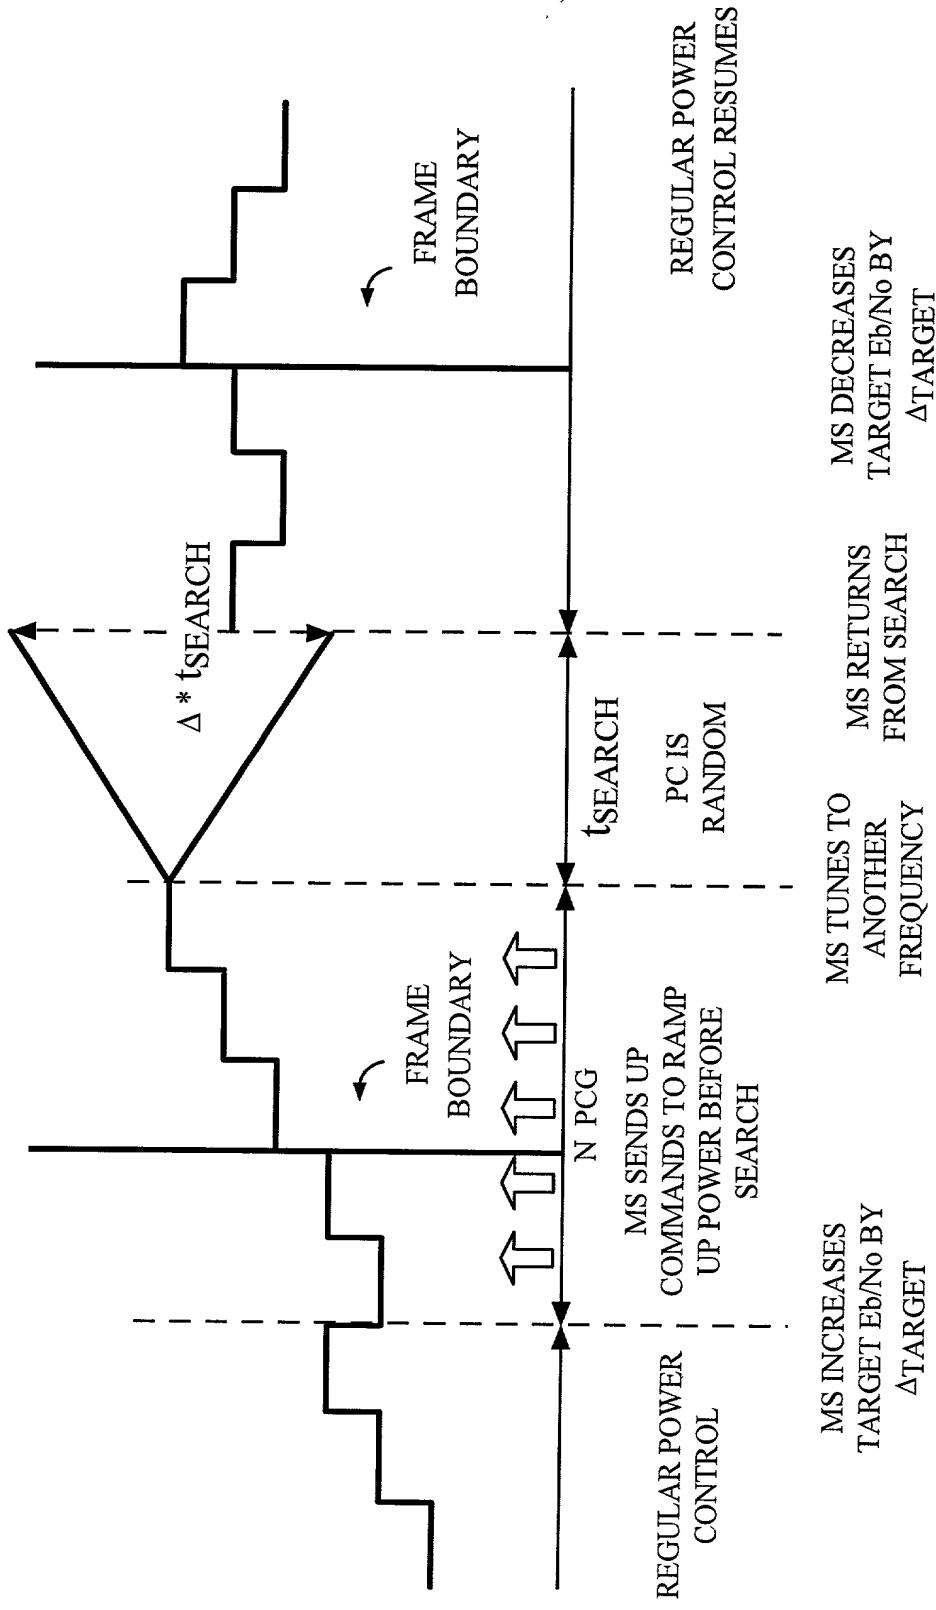 Δ * tSEARCH
FRAME
BOUNDARY
FRAME
BOUNDARY
N PCG
tSEARCH
REGULAR POWER
CONTROL
MS SENDS UP
COMMANDS TO RAMP
UP POWER BEFORE
SEARCH
PC IS
RANDOM
REGULAR POWER
CONTROL RESUMES
MS INCREASES
TARGET Eb/No BY
ΔTARGET
MS TUNES TO
ANOTHER
FREQUENCY
MS RETURNS
FROM SEARCH
MS DECREASES
TARGET Eb/No BY
ΔTARGET